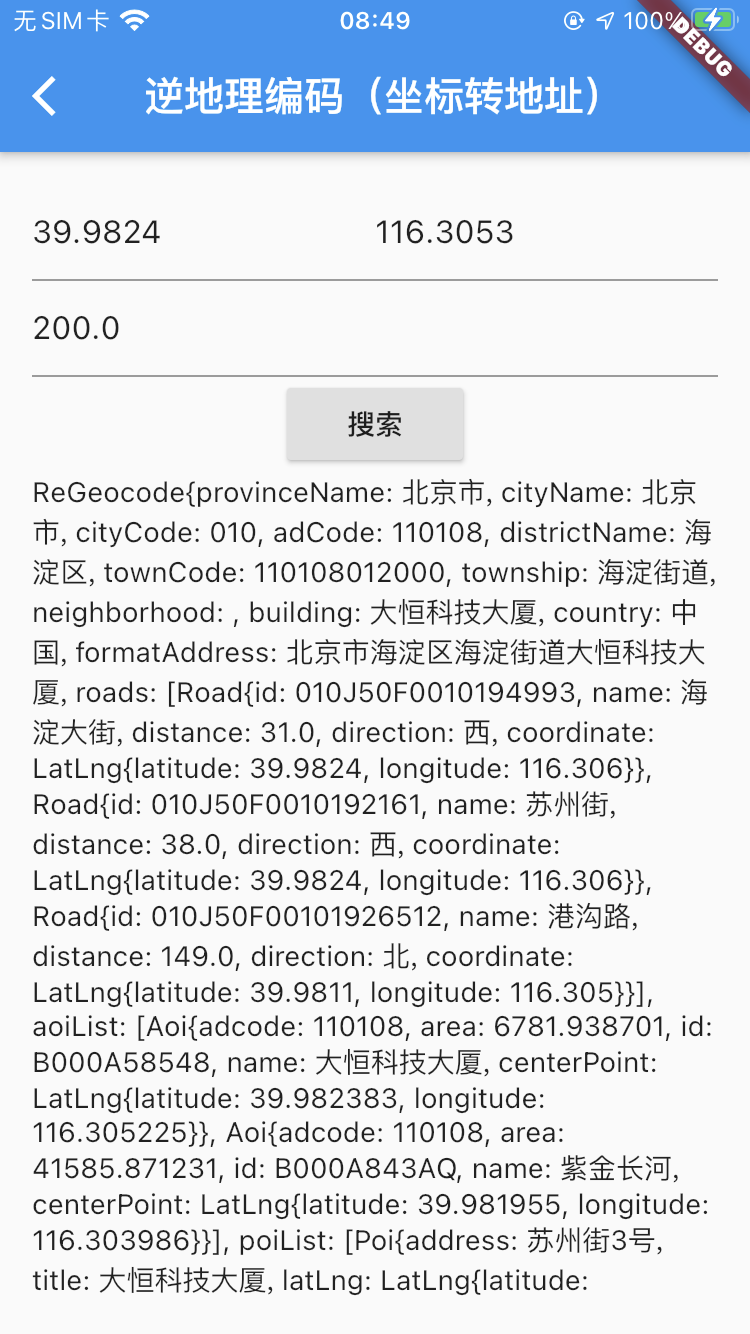 无SIM卡 08:49 100%
DEBUG
逆地理编码（坐标转地址）
39.9824 116.3053
200.0
搜索
ReGeocode{provinceName: 北京市, cityName: 北京
市, cityCode: 010, adCode: 110108, districtName: 海
淀区, townCode: 110108012000, township: 海淀街道,
neighborhood: , building: 大恒科技大厦, country: 中
国, formatAddress: 北京市海淀区海淀街道大恒科技大
厦, roads: [Road{id: 010J50F0010194993, name: 海
淀大街, distance: 31.0, direction: 西, coordinate:
LatLng{latitude: 39.9824, longitude: 116.306}},
Road{id: 010J50F0010192161, name: 苏州街,
distance: 38.0, direction: 西, coordinate:
LatLng{latitude: 39.9824, longitude: 116.306}},
Road{id: 010J50F00101926512, name: 港沟路,
distance: 149.0, direction: 北, coordinate:
LatLng{latitude: 39.9811, longitude: 116.305}}],
aoiList: [Aoi{adcode: 110108, area: 6781.938701, id:
B000A58548, name: 大恒科技大厦, centerPoint:
LatLng{latitude: 39.982383, longitude:
116.305225}}, Aoi{adcode: 110108, area:
41585.871231, id: B000A843AQ, name: 紫金长河,
centerPoint: LatLng{latitude: 39.981955, longitude:
116.303986}}], poiList: [Poi{address: 苏州街3号,
title: 大恒科技大厦, latLng: LatLng{latitude: